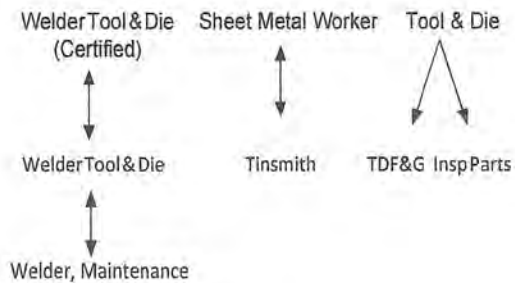 Welder Tool & Die
(Certified)
Sheet Metal Worker
Tool & Die
Welder Tool & Die
Tinsmith
TDF&G Insp Parts
Welder, Maintenance